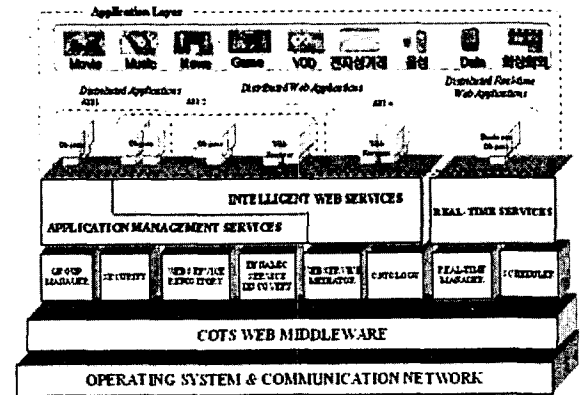 Application Layer
Movie Music News Game VOD 전자상거래 음성 Data 화상회의
Distributed Applications
Distributed Web Applications
Distributed Real-time
Web Applications
INTELLIGENT WEB SERVICES
APPLICATION MANAGEMENT SERVICES
REAL-TIME SERVICES
GROUP
MANAGER
SECURITY
WEB SERVICE
REPOSITORY
DYNAMIC
SERVICE
DISCOVERY
WEB SERVICE
MEDIATOR
ONTOLOGY
REAL-TIME
MANAGER
SCHEDULER
COTS WEB MIDDLEWARE
OPERATING SYSTEM & COMMUNICATION NETWORK